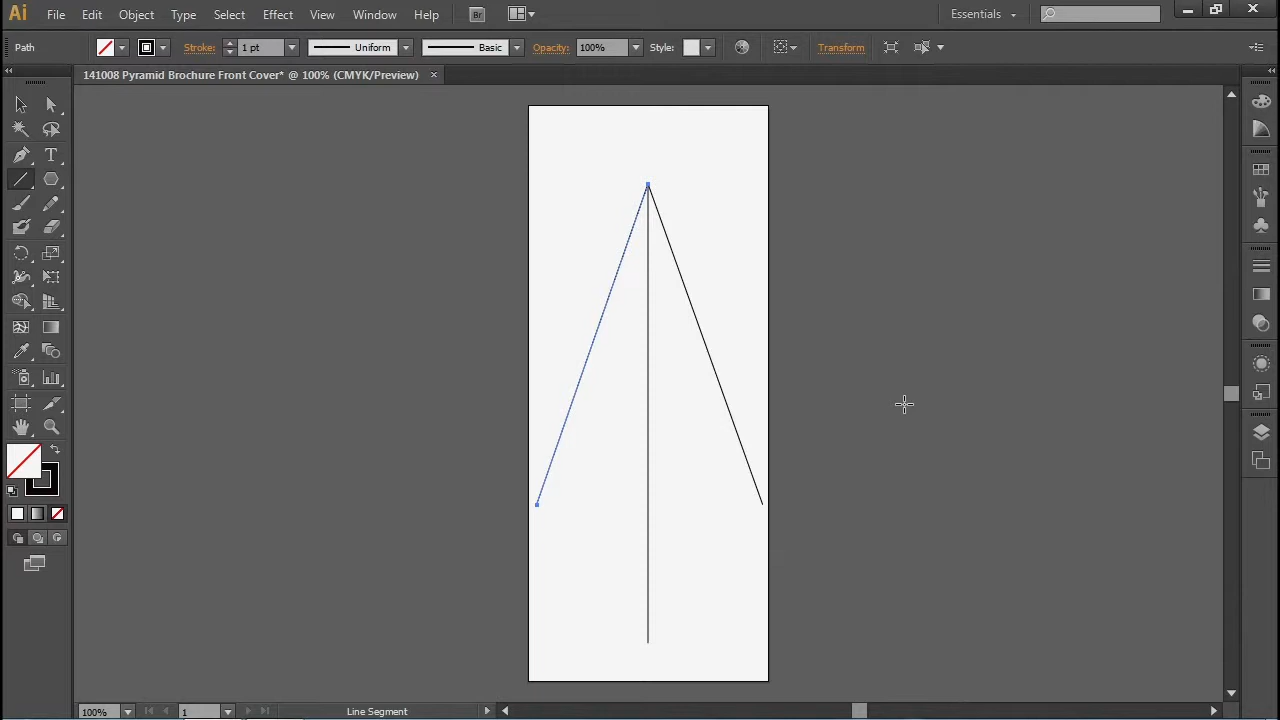 Ai File Edit Object Type Select Effect View Window Help Br Essentials
Path Stroke: 1 pt Uniform Basic Opacity: 100% Style: Transform
141008 Pyramid Brochure Front Cover* @ 100% (CMYK/Preview) ×
T
100% 1 Line Segment